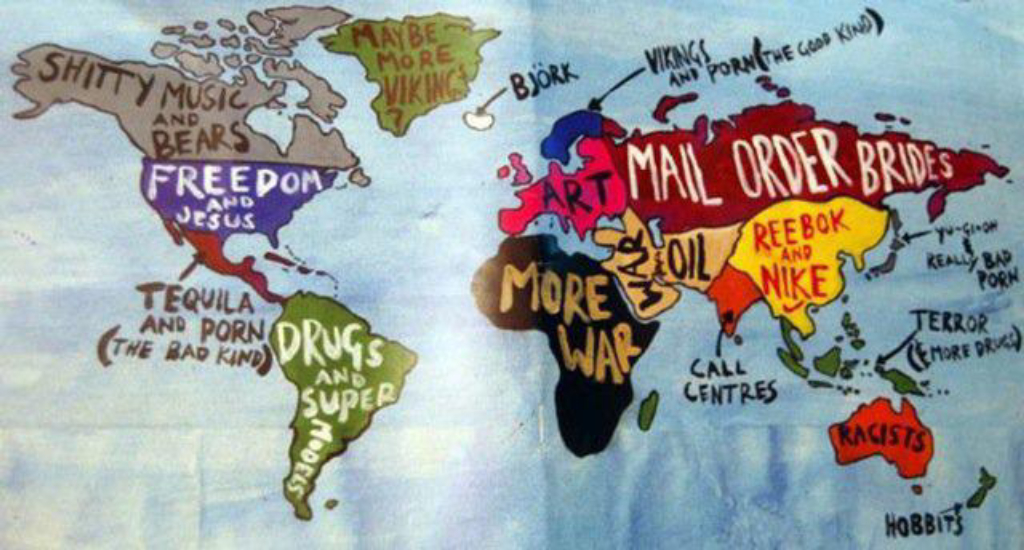 SHITTY MUSIC
AND
BEARS
MAYBE
MORE
VIKINGS
?
BJÖRK
VIKINGS
AND PORN (THE GOOD KIND)
FREEDOM
AND
JESUS
ART
MAIL ORDER BRIDES
WAR
OIL
REEBOK
AND
NIKE
YU-GI-OH
&
REALLY BAD
PORN
TEQUILA
AND PORN
(THE BAD KIND)
DRUGS
AND
SUPER
MODELS
MORE
WAR
CALL
CENTRES
TERROR
(& MORE DRUGS)
RACISTS
HOBBITS